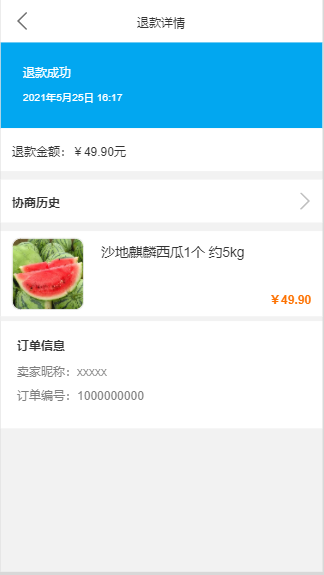 退款详情
退款成功
2021年5月25日 16:17
退款金额：￥49.90元
协商历史
沙地麒麟西瓜1个 约5kg
￥49.90
订单信息
卖家昵称：xxxxx
订单编号：1000000000